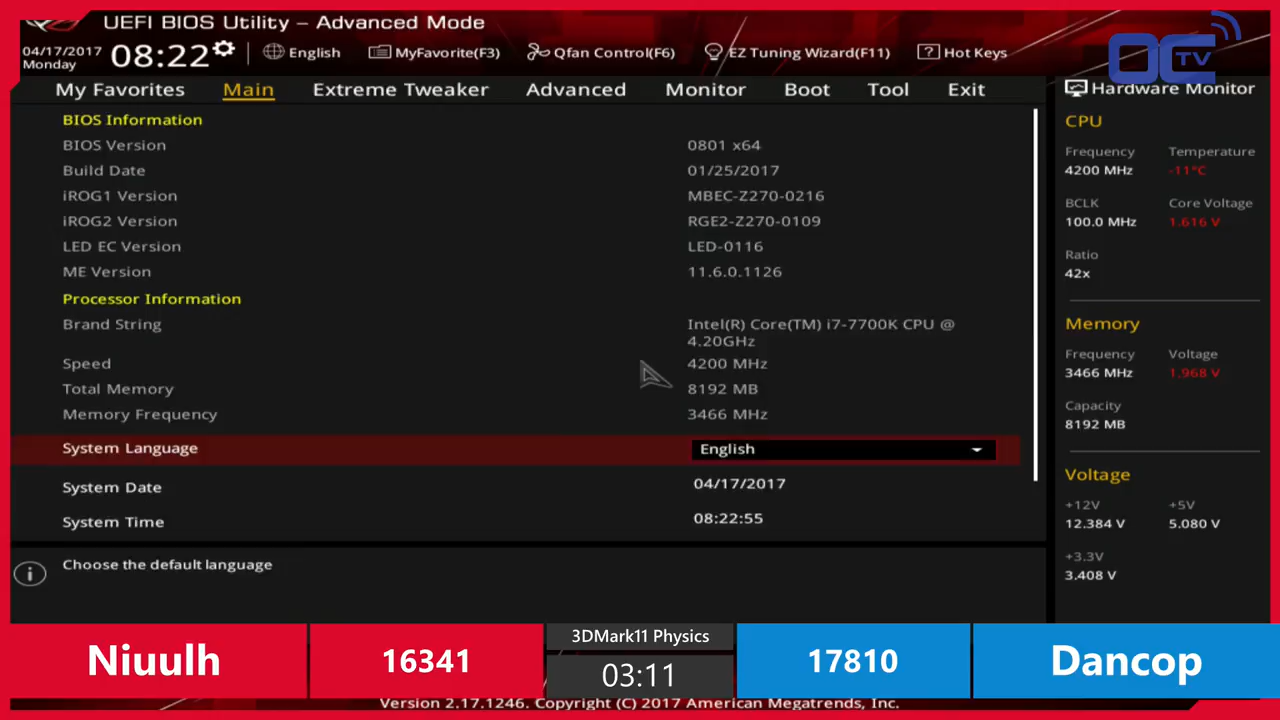 UEFI BIOS Utility – Advanced Mode
04/17/2017
Monday
08:22
English
MyFavorite(F3)
Qfan Control(F6)
EZ Tuning Wizard(F11)
? Hot Keys
OCTV
My Favorites Main Extreme Tweaker Advanced Monitor Boot Tool Exit
BIOS Information
BIOS Version 0801 x64
Build Date 01/25/2017
iROG1 Version MBEC-Z270-0216
iROG2 Version RGE2-Z270-0109
LED EC Version LED-0116
ME Version 11.6.0.1126
Processor Information
Brand String Intel(R) Core(TM) i7-7700K CPU @
4.20GHz
Speed 4200 MHz
Total Memory 8192 MB
Memory Frequency 3466 MHz
System Language English
System Date 04/17/2017
System Time 08:22:55
i Choose the default language
Hardware Monitor
CPU
Frequency Temperature
4200 MHz -11°C
BCLK Core Voltage
100.0 MHz 1.616 V
Ratio
42x
Memory
Frequency Voltage
3466 MHz 1.968 V
Capacity
8192 MB
Voltage
+12V +5V
12.384 V 5.080 V
+3.3V
3.408 V
Niuulh 16341 3DMark11 Physics 17810 Dancop
03:11
Version 2.17.1246. Copyright (C) 2017 American Megatrends, Inc.